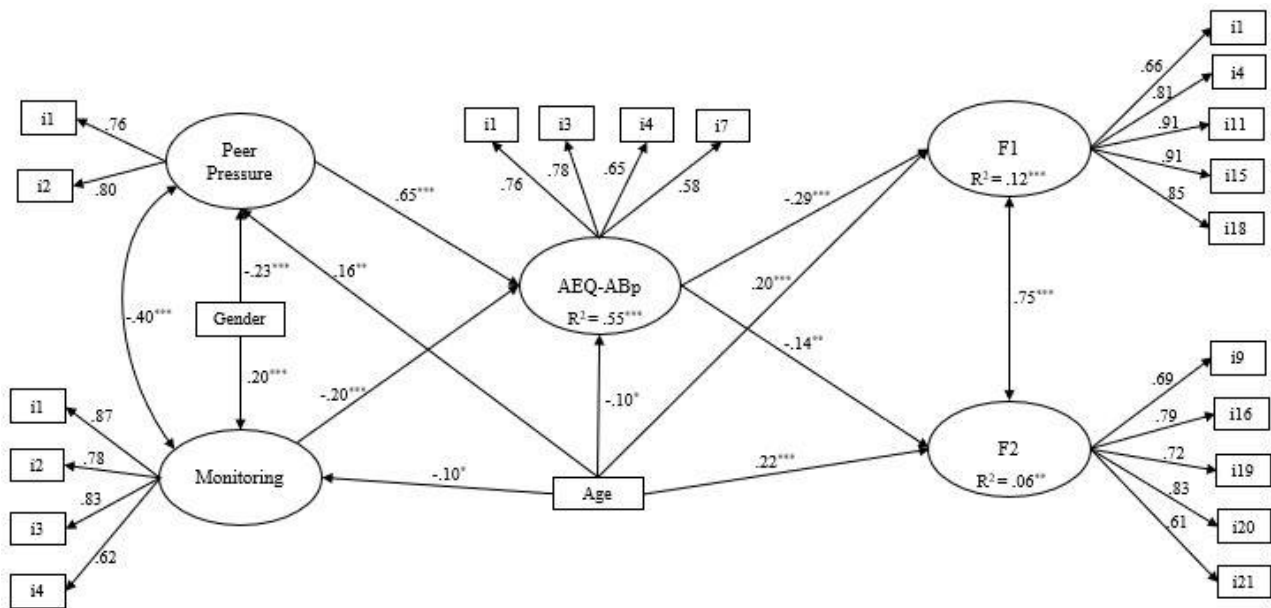 i1
.66
i4
.81
i11
.91
F1
R² = .12***
i15
.91
i18
.85
i1
.76
i2
.80
Peer
Pressure
i1
i3
i4
i7
.76
.78
.65
.58
.65***
-.29***
-.23***
.16**
AEQ-ABp
R² = .55***
.20***
.75***
-.40***
Gender
.20***
-.20***
-.10*
-.14**
i1
.87
i2
.78
i3
.83
i4
.62
Monitoring
-.10*
Age
.22***
F2
R² = .06**
i9
.69
i16
.79
i19
.72
i20
.83
i21
.61